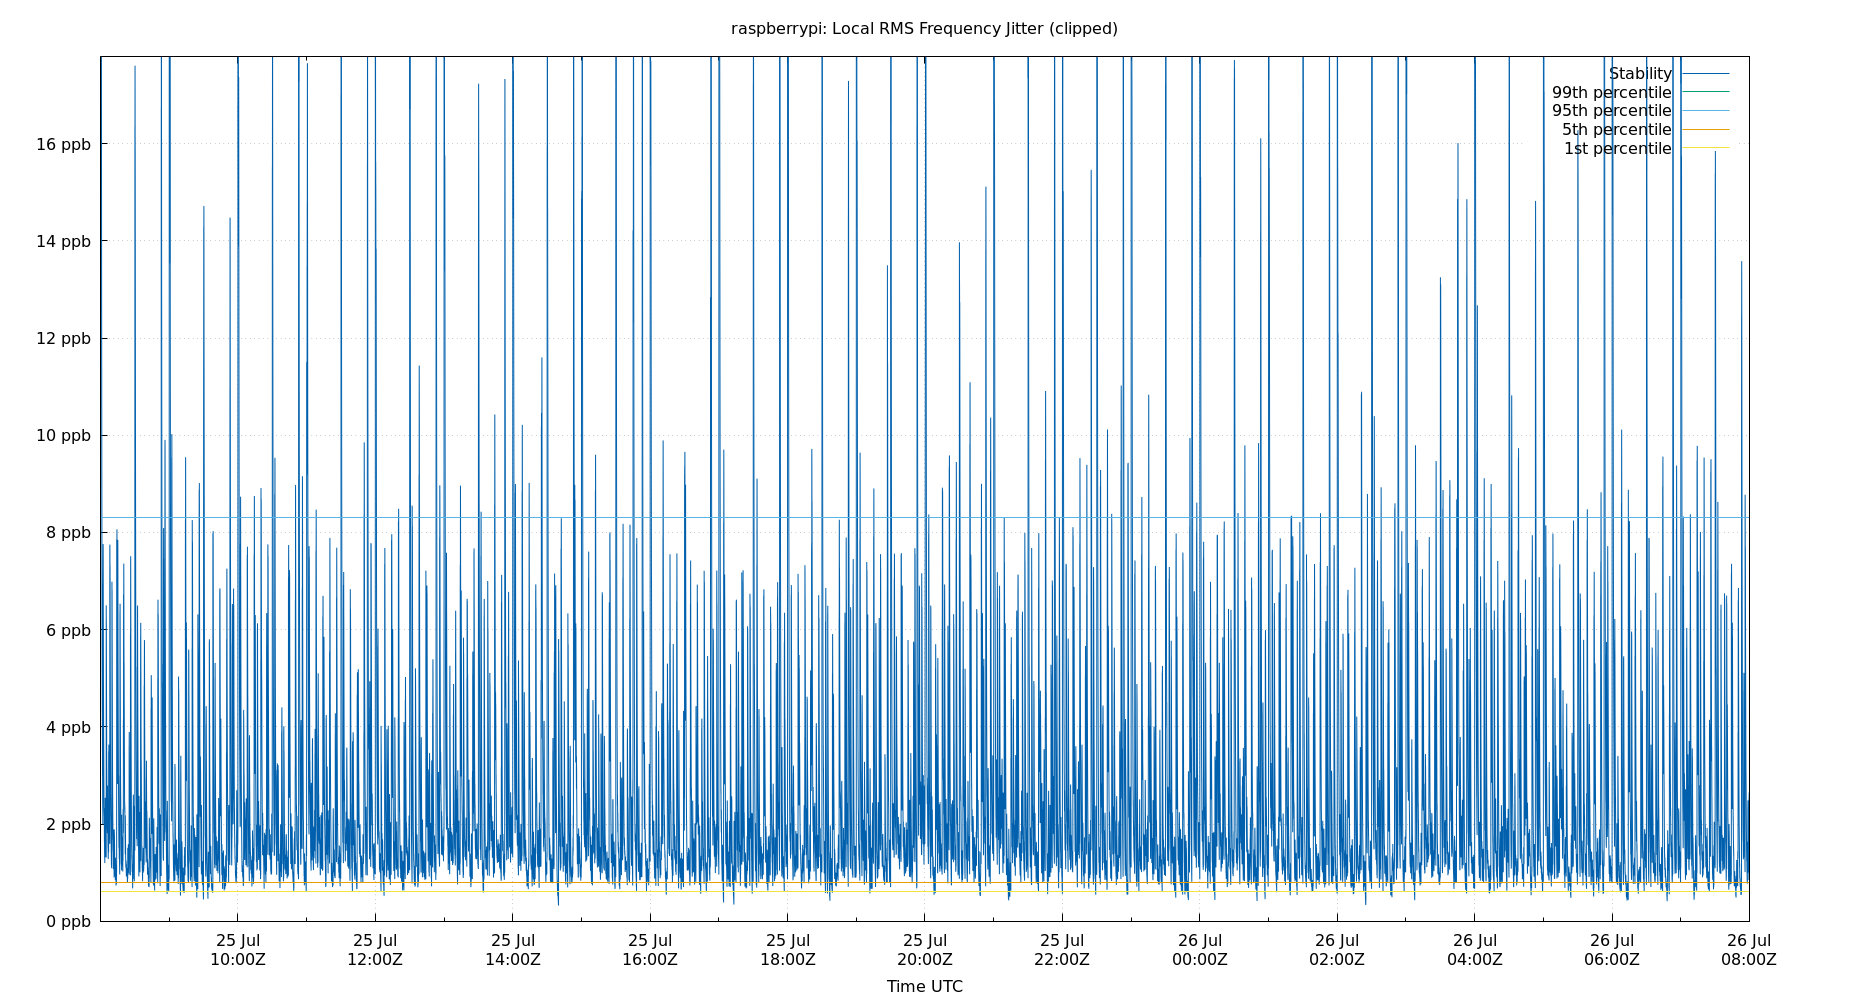 raspberrypi: Local RMS Frequency Jitter (clipped)
Stability
99th percentile
95th percentile
5th percentile
1st percentile
16 ppb
14 ppb
12 ppb
10 ppb
8 ppb
6 ppb
4 ppb
2 ppb
0 ppb
25 Jul 25 Jul 25 Jul 25 Jul 25 Jul 25 Jul 25 Jul 26 Jul 26 Jul 26 Jul 26 Jul 26 Jul
10:00Z 12:00Z 14:00Z 16:00Z 18:00Z 20:00Z 22:00Z 00:00Z 02:00Z 04:00Z 06:00Z 08:00Z
Time UTC